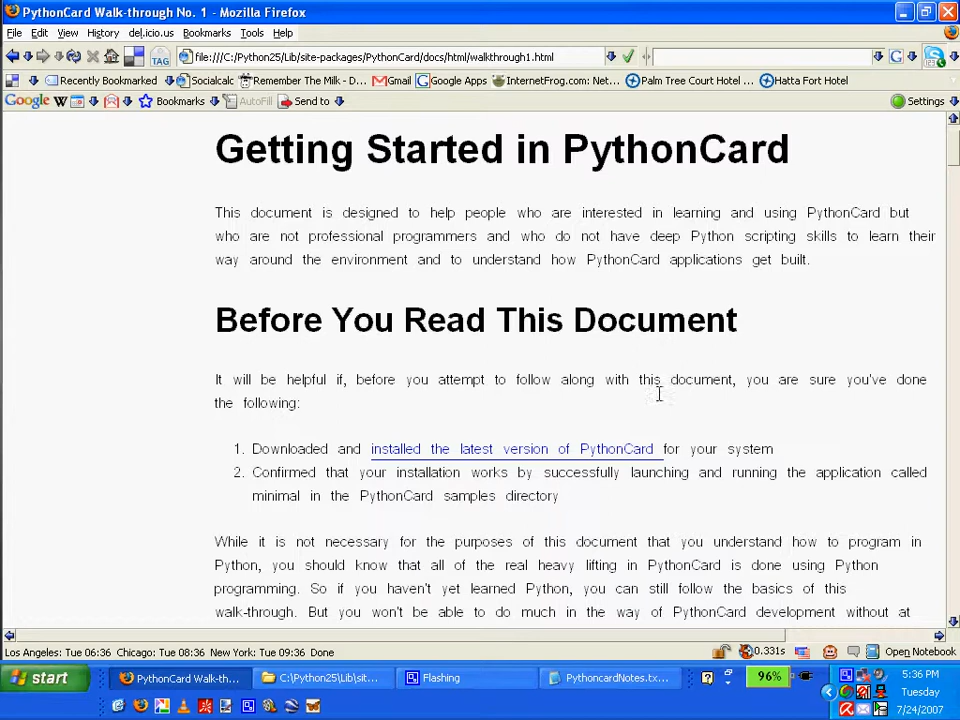 PythonCard Walk-through No. 1 - Mozilla Firefox
File Edit View History del.icio.us Bookmarks Tools Help
TAG file:///C:/Python25/Lib/site-packages/PythonCard/docs/html/walkthrough1.html
Recently Bookmarked Socialcalc Remember The Milk - D... Gmail Google Apps InternetFrog.com: Net... Palm Tree Court Hotel ... Hatta Fort Hotel
Google Bookmarks AutoFill Send to Settings
Getting Started in PythonCard
This document is designed to help people who are interested in learning and using PythonCard but
who are not professional programmers and who do not have deep Python scripting skills to learn their
way around the environment and to understand how PythonCard applications get built.
Before You Read This Document
It will be helpful if, before you attempt to follow along with this document, you are sure you've done
the following:
1. Downloaded and installed the latest version of PythonCard for your system
2. Confirmed that your installation works by successfully launching and running the application called
minimal in the PythonCard samples directory
While it is not necessary for the purposes of this document that you understand how to program in
Python, you should know that all of the real heavy lifting in PythonCard is done using Python
programming. So if you haven't yet learned Python, you can still follow the basics of this
walk-through. But you won't be able to do much in the way of PythonCard development without at
Los Angeles: Tue 06:36 Chicago: Tue 08:36 New York: Tue 09:36 Done 0.331s Open Notebook
start PythonCard Walk-th... C:\Python25\Lib\sit... Flashing PythoncardNotes.tx... 96% 5:36 PM
Tuesday
7/24/2007